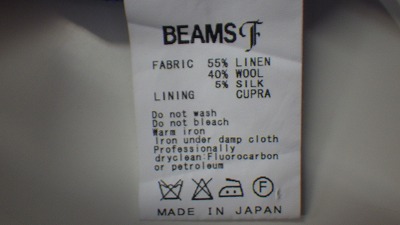 BEAMS F
FABRIC 55% LINEN
40% WOOL
5% SILK
LINING CUPRA
Do not wash
Do not bleach
Warm iron
Iron under damp cloth
Professionally
dryclean:Fluorocarbon
or petroleum
F
MADE IN JAPAN